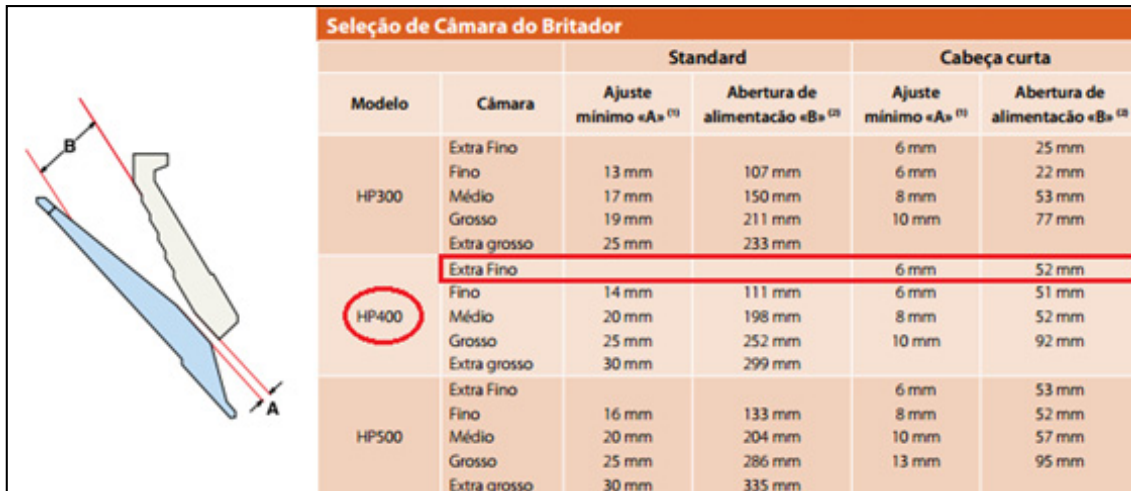 B
A
Seleção de Câmara do Britador
Standard Cabeça curta
Modelo Câmara Ajuste mínimo «A» (1) Abertura de alimentacão «B» (2) Ajuste mínimo «A» (1) Abertura de alimentacão «B» (2)
Extra Fino 6 mm 25 mm
Fino 13 mm 107 mm 6 mm 22 mm
HP300 Médio 17 mm 150 mm 8 mm 53 mm
Grosso 19 mm 211 mm 10 mm 77 mm
Extra grosso 25 mm 233 mm
Extra Fino 6 mm 52 mm
Fino 14 mm 111 mm 6 mm 51 mm
HP400 Médio 20 mm 198 mm 8 mm 52 mm
Grosso 25 mm 252 mm 10 mm 92 mm
Extra grosso 30 mm 299 mm
Extra Fino 6 mm 53 mm
Fino 16 mm 133 mm 8 mm 52 mm
HP500 Médio 20 mm 204 mm 10 mm 57 mm
Grosso 25 mm 286 mm 13 mm 95 mm
Extra grosso 30 mm 335 mm